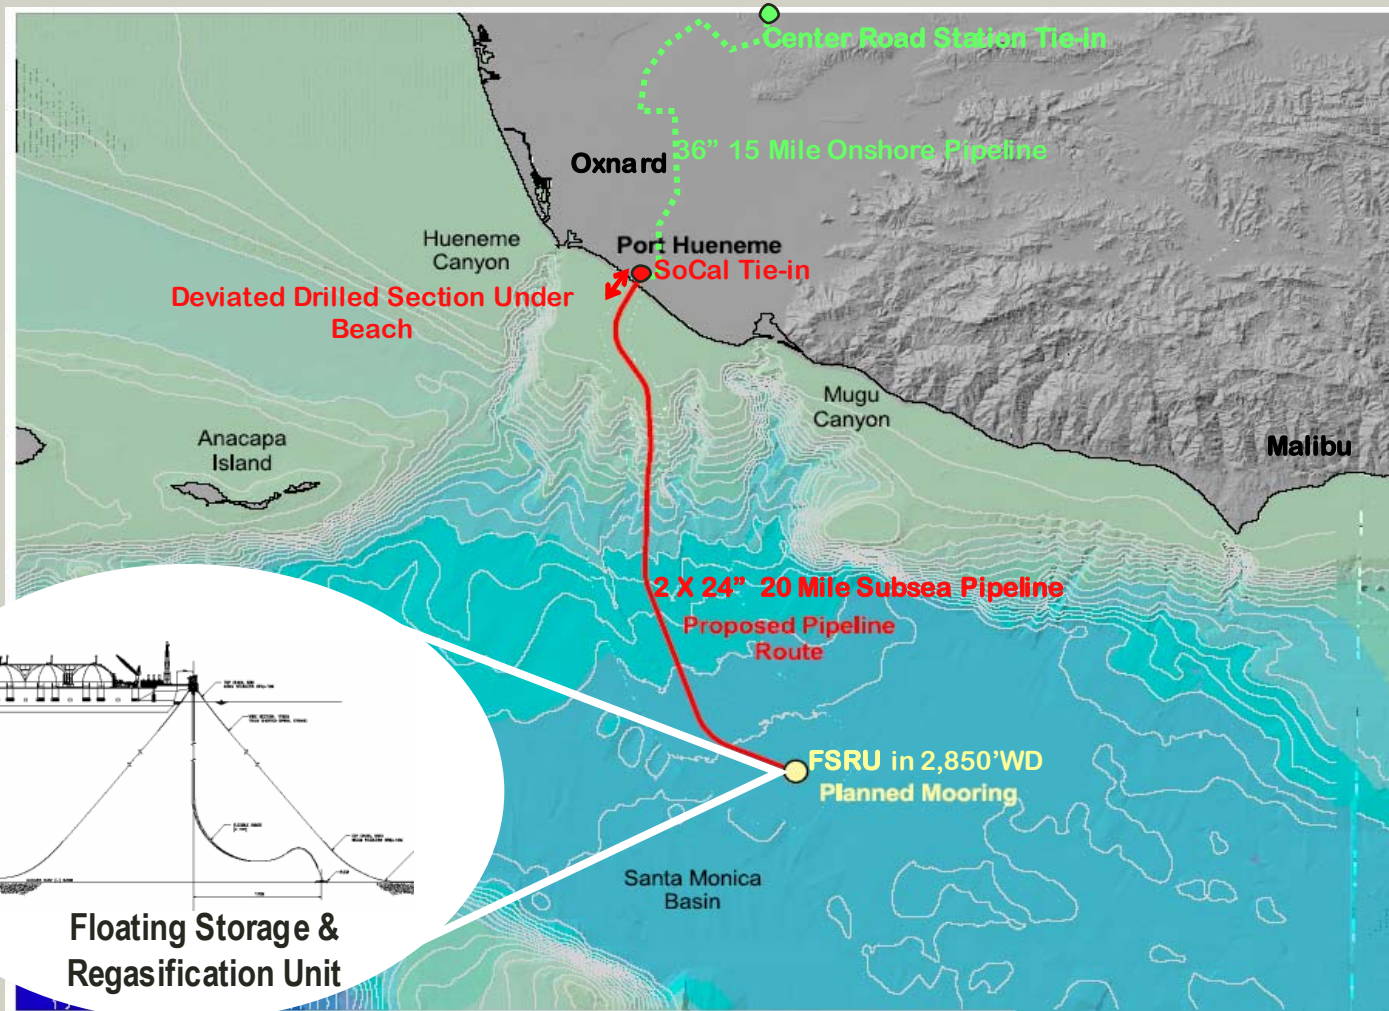 Center Road Station Tie-in
36” 15 Mile Onshore Pipeline
Oxnard
Hueneme
Canyon
Port Hueneme
SoCal Tie-in
Deviated Drilled Section Under
Beach
Mugu
Canyon
Anacapa
Island
Malibu
2 X 24” 20 Mile Subsea Pipeline
Proposed Pipeline
Route
FSRU in 2,850’WD
Planned Mooring
Santa Monica
Basin
Floating Storage &
Regasification Unit